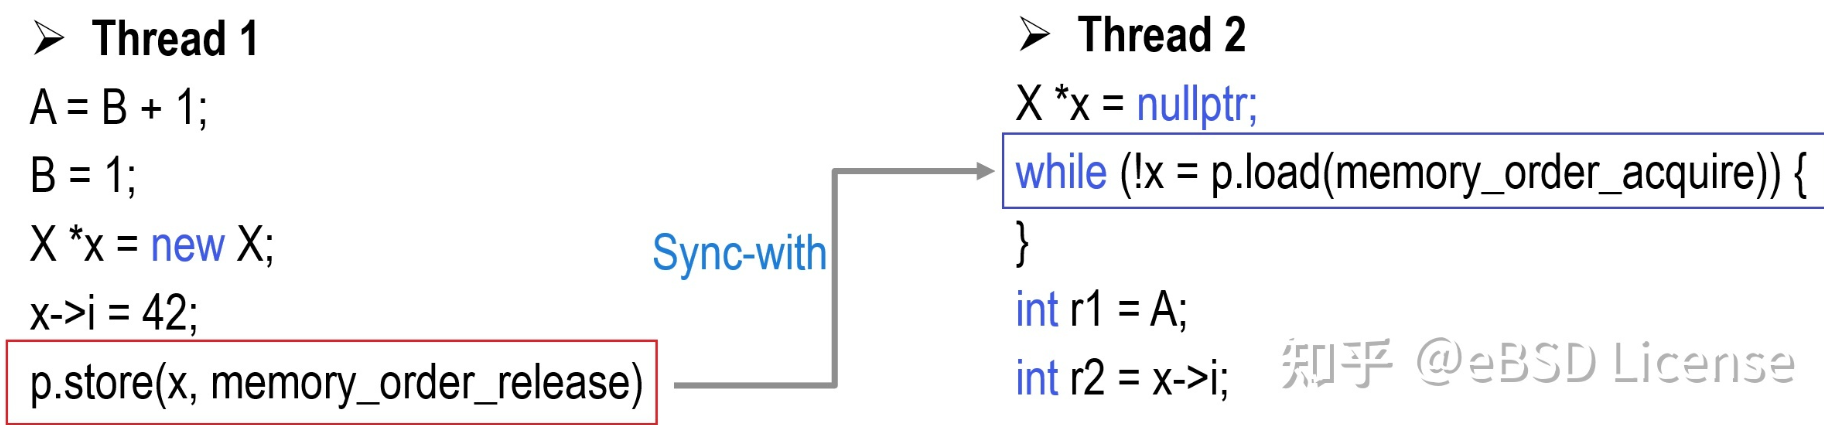 ➢ Thread 1
A = B + 1;
B = 1;
X *x = new X;
x->i = 42;
p.store(x, memory_order_release)
Sync-with
➢ Thread 2
X *x = nullptr;
while (!x = p.load(memory_order_acquire)) {
}
int r1 = A;
int r2 = x->i;
知乎 @eBSD License